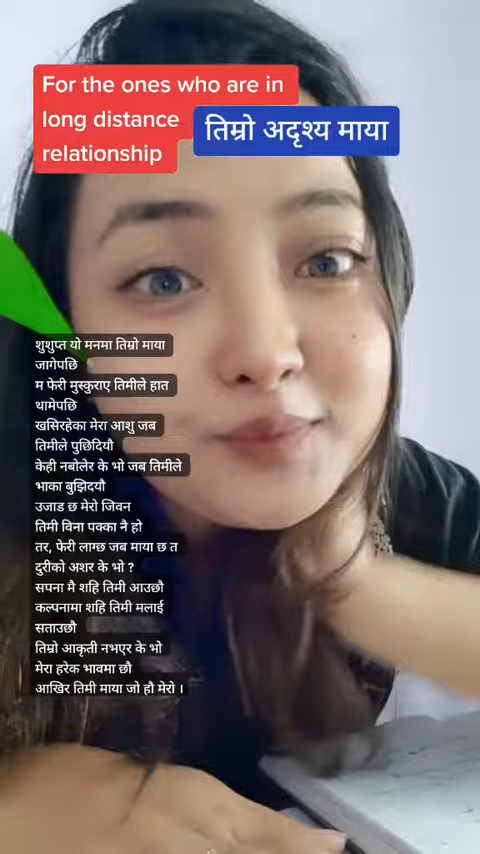 For the ones who are in
long distance
relationship
तिम्रो अदृश्य माया
शुशुप्त यो मनमा तिम्रो माया
जागेपछि
म फेरी मुस्कुराए तिमीले हात
थामेपछि
खसिरहेका मेरा आशु जब
तिमीले पुछिदियौ
केही नबोलेर के भो जब तिमीले
भाका बुझिदयौ
उजाड छ मेरो जिवन
तिमी विना पक्का नै हो
तर, फेरी लाग्छ जब माया छ त
दुरीको अशर के भो ?
सपना मै शहि तिमी आउछौ
कल्पनामा शहि तिमी मलाई
सताउछौ
तिम्रो आकृती नभएर के भो
मेरा हरेक भावमा छौ
आखिर तिमी माया जो हौ मेरो ।